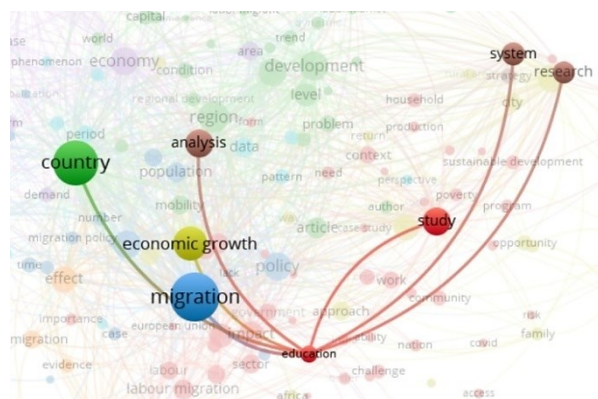 capital
world
trend
area
phenomenon
economy
condition
development
system
strategy
research
level
household
city
regional development
region
form
problem
production
analysis
data
return
period
country
population
pattern
need
context
perspective
sustainable development
demand
mobility
poverty
number
author
program
article
case study
study
migration policy
economic growth
opportunity
time
effect
lack
policy
migration
work
community
importance
european union
government
approach
risk
case
impact
migration
nation
covid
family
education
evidence
labour
sector
challenge
labour migration
africa
access